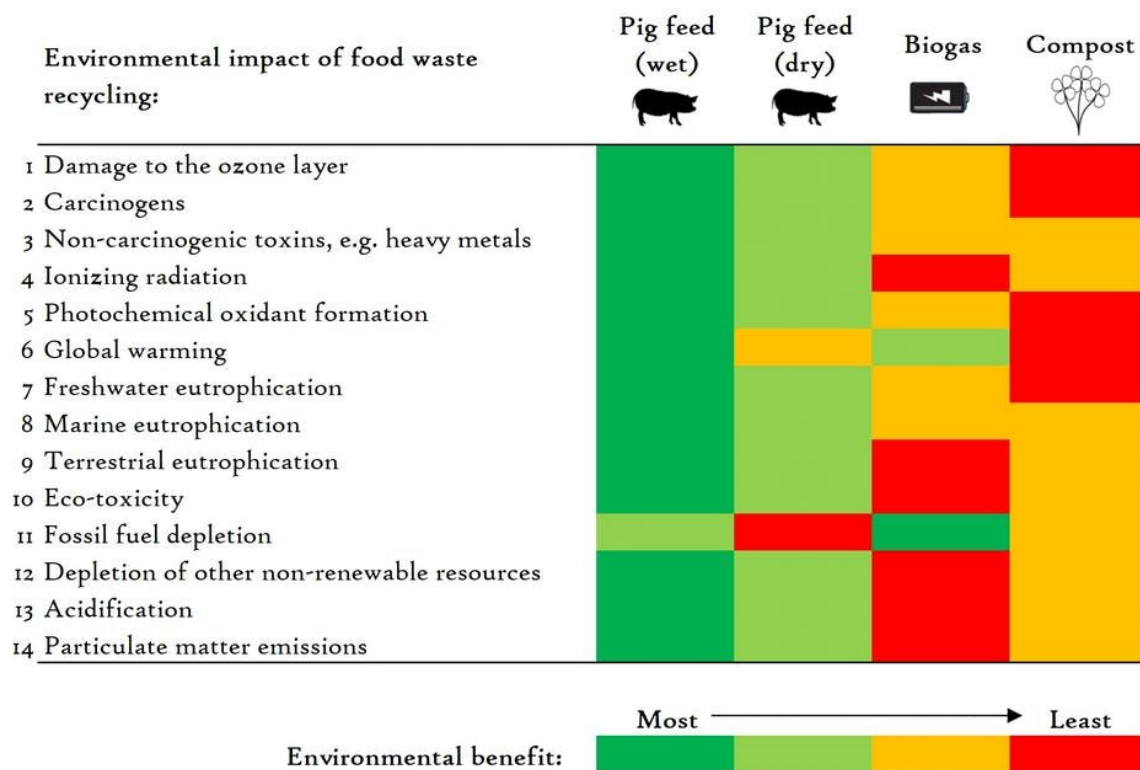 Environmental impact of food waste
recycling:
Pig feed
(wet)
Pig feed
(dry)
Biogas
Compost
1 Damage to the ozone layer
2 Carcinogens
3 Non-carcinogenic toxins, e.g. heavy metals
4 Ionizing radiation
5 Photochemical oxidant formation
6 Global warming
7 Freshwater eutrophication
8 Marine eutrophication
9 Terrestrial eutrophication
10 Eco-toxicity
11 Fossil fuel depletion
12 Depletion of other non-renewable resources
13 Acidification
14 Particulate matter emissions
Most Least
Environmental benefit: